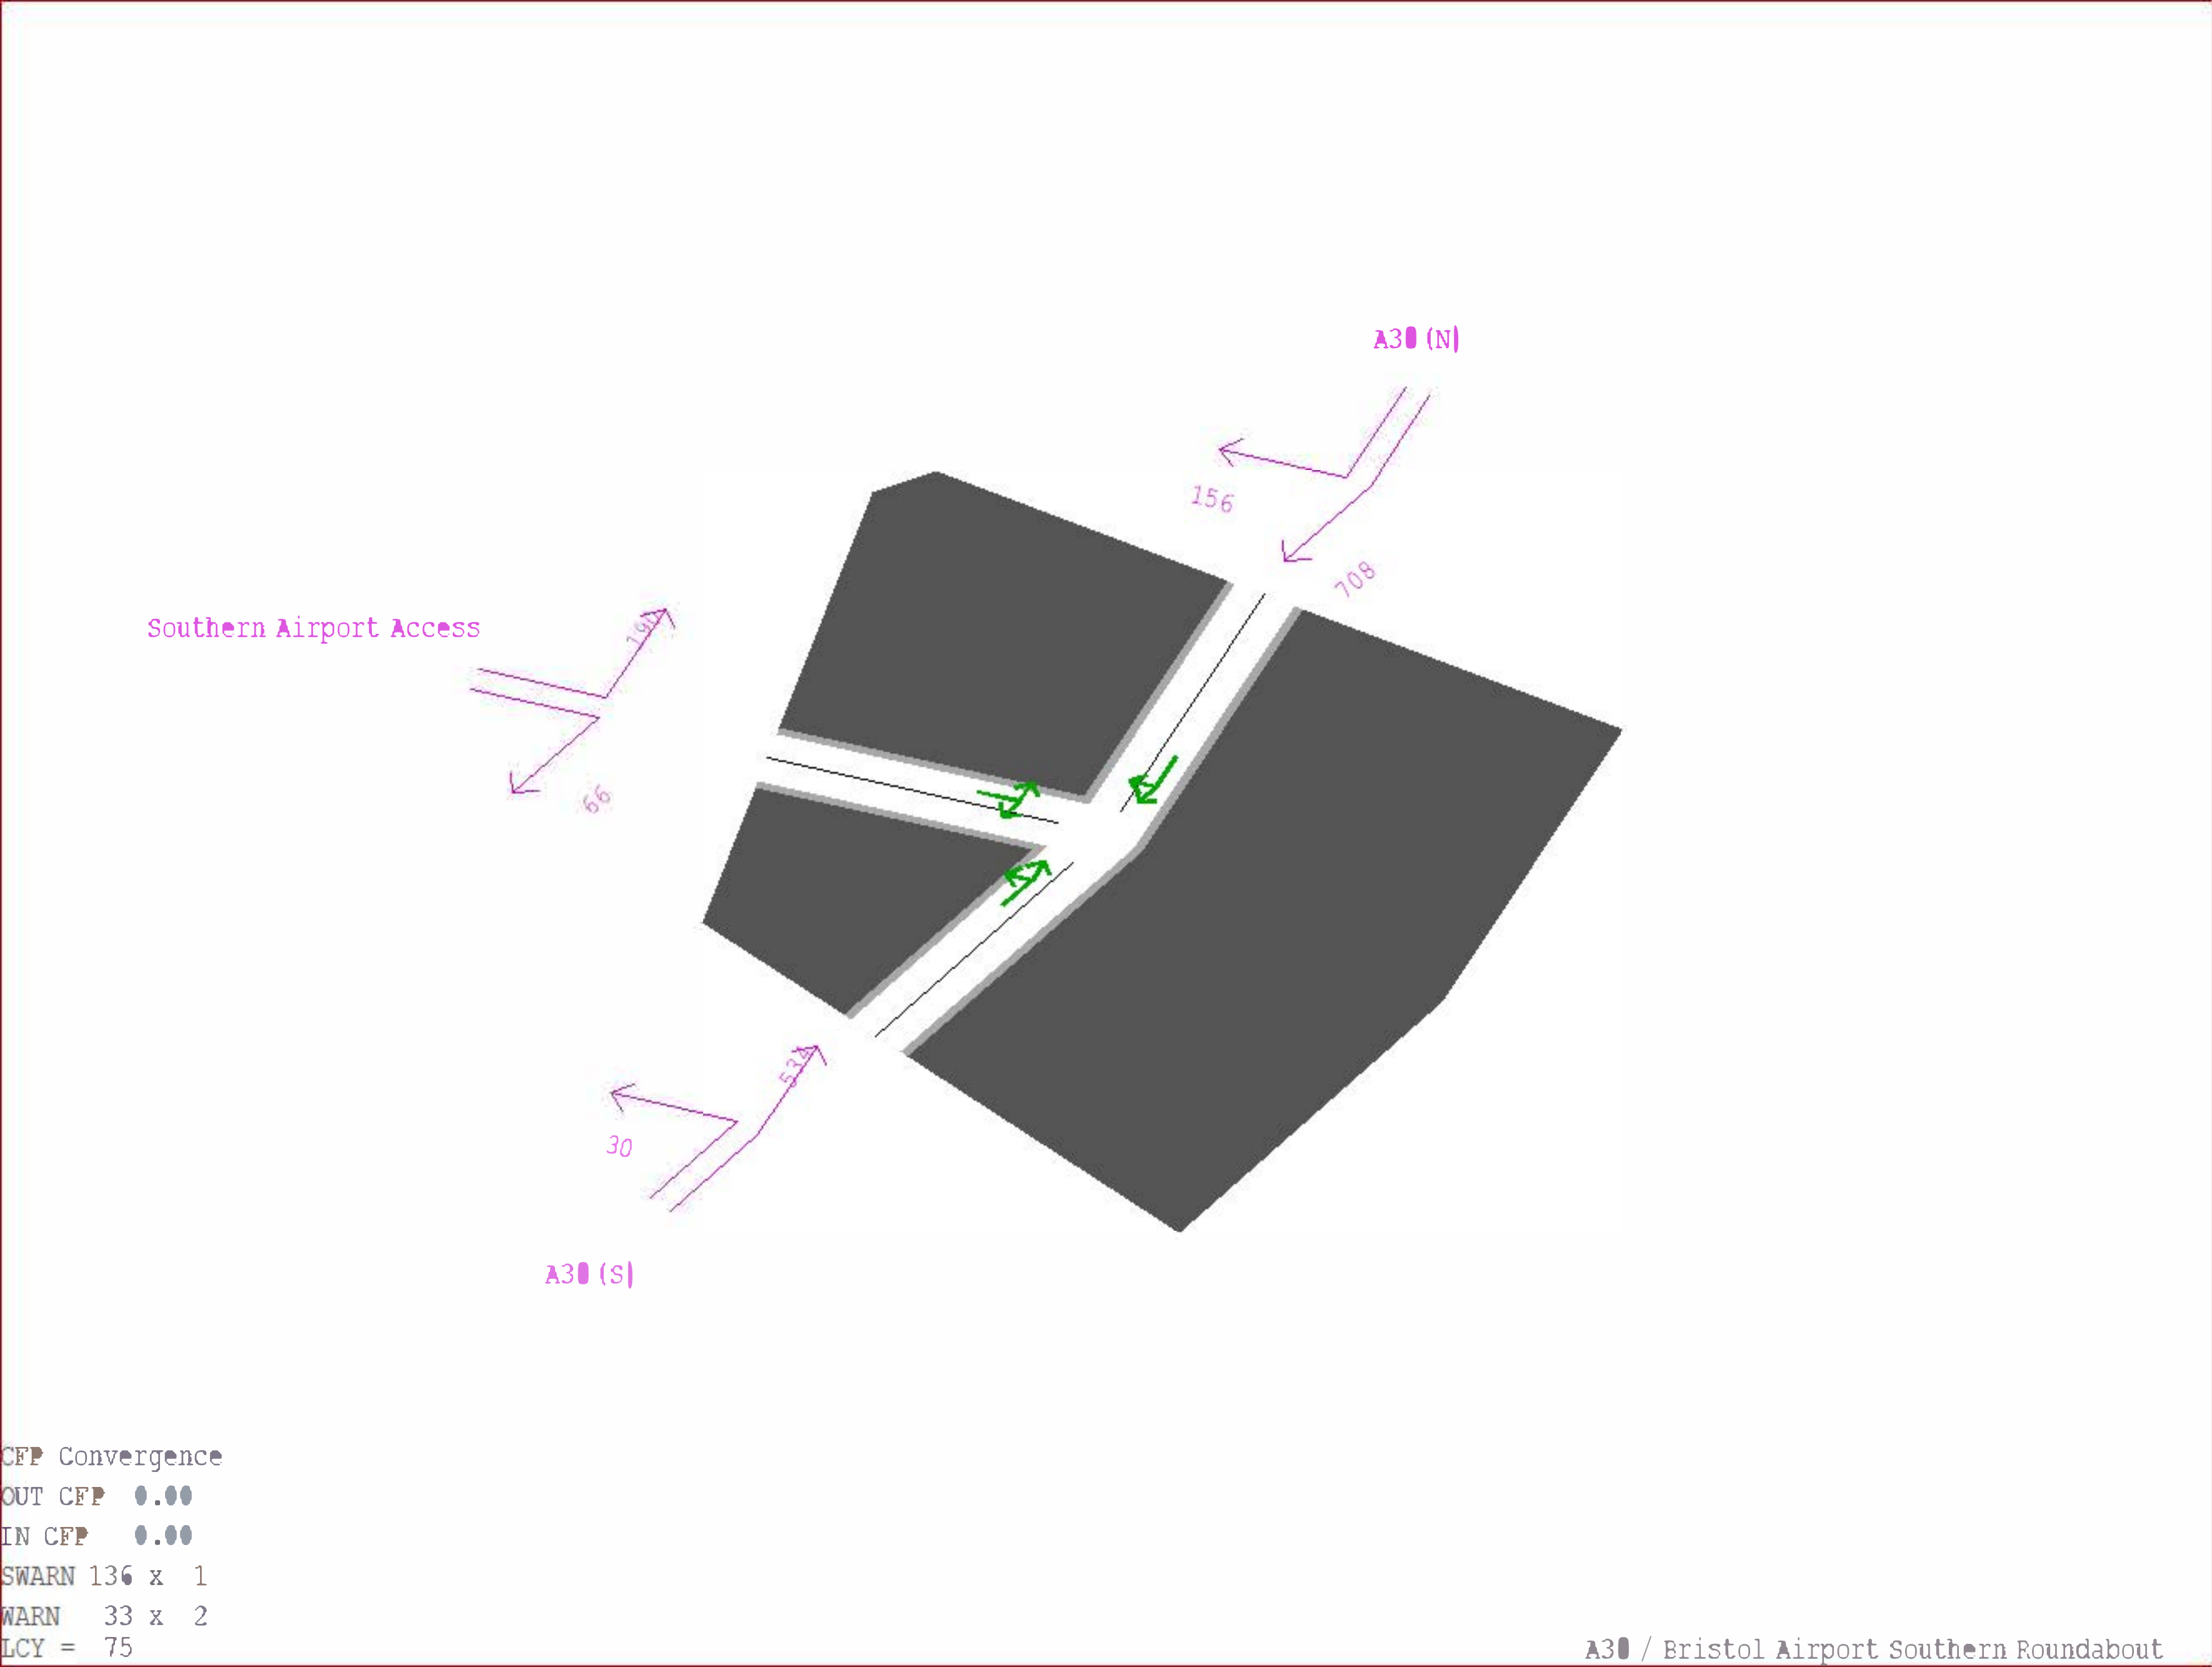 A38 (N)
156
708
Southern Airport Access
190
66
534
30
A38 (S)
CFP Convergence
OUT CFP 0.00
IN CFP 0.00
SWARN 136 x 1
WARN 33 x 2
LCY = 75
A38 / Bristol Airport Southern Roundabout